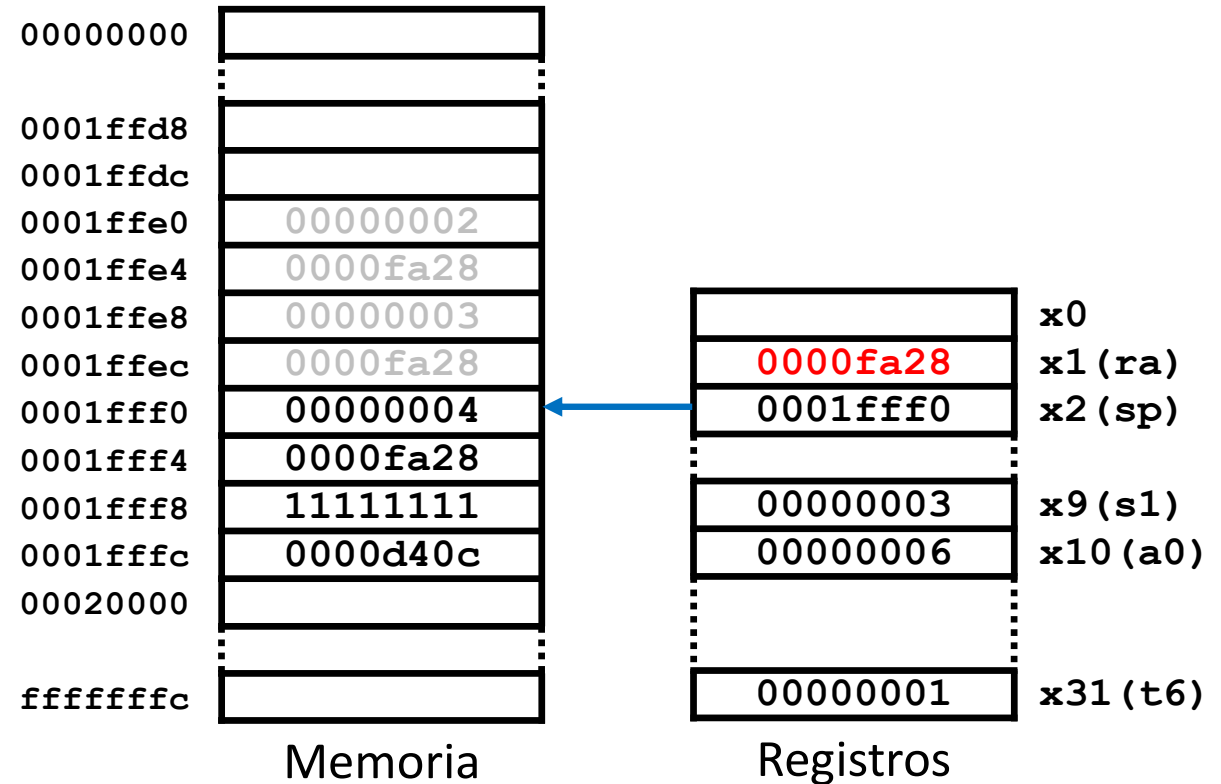 00000000
0001ffd8
0001ffdc
0001ffe0 00000002
0001ffe4 0000fa28
0001ffe8 00000003
x0
0001ffec 0000fa28 0000fa28 x1(ra)
0001fff0 00000004 0001fff0 x2(sp)
0001fff4 0000fa28
0001fff8 11111111 00000003 x9(s1)
0001fffc 0000d40c 00000006 x10(a0)
00020000
fffffffc 00000001 x31(t6)
Memoria Registros